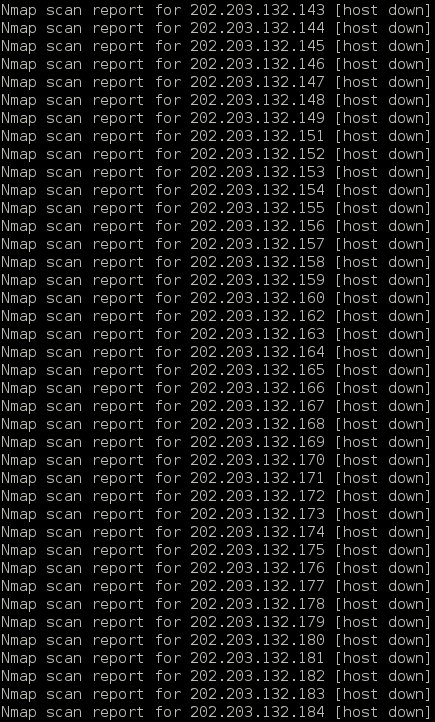 Nmap scan report for 202.203.132.143 [host down]
Nmap scan report for 202.203.132.144 [host down]
Nmap scan report for 202.203.132.145 [host down]
Nmap scan report for 202.203.132.146 [host down]
Nmap scan report for 202.203.132.147 [host down]
Nmap scan report for 202.203.132.148 [host down]
Nmap scan report for 202.203.132.149 [host down]
Nmap scan report for 202.203.132.151 [host down]
Nmap scan report for 202.203.132.152 [host down]
Nmap scan report for 202.203.132.153 [host down]
Nmap scan report for 202.203.132.154 [host down]
Nmap scan report for 202.203.132.155 [host down]
Nmap scan report for 202.203.132.156 [host down]
Nmap scan report for 202.203.132.157 [host down]
Nmap scan report for 202.203.132.158 [host down]
Nmap scan report for 202.203.132.159 [host down]
Nmap scan report for 202.203.132.160 [host down]
Nmap scan report for 202.203.132.162 [host down]
Nmap scan report for 202.203.132.163 [host down]
Nmap scan report for 202.203.132.164 [host down]
Nmap scan report for 202.203.132.165 [host down]
Nmap scan report for 202.203.132.166 [host down]
Nmap scan report for 202.203.132.167 [host down]
Nmap scan report for 202.203.132.168 [host down]
Nmap scan report for 202.203.132.169 [host down]
Nmap scan report for 202.203.132.170 [host down]
Nmap scan report for 202.203.132.171 [host down]
Nmap scan report for 202.203.132.172 [host down]
Nmap scan report for 202.203.132.173 [host down]
Nmap scan report for 202.203.132.174 [host down]
Nmap scan report for 202.203.132.175 [host down]
Nmap scan report for 202.203.132.176 [host down]
Nmap scan report for 202.203.132.177 [host down]
Nmap scan report for 202.203.132.178 [host down]
Nmap scan report for 202.203.132.179 [host down]
Nmap scan report for 202.203.132.180 [host down]
Nmap scan report for 202.203.132.181 [host down]
Nmap scan report for 202.203.132.182 [host down]
Nmap scan report for 202.203.132.183 [host down]
Nmap scan report for 202.203.132.184 [host down]